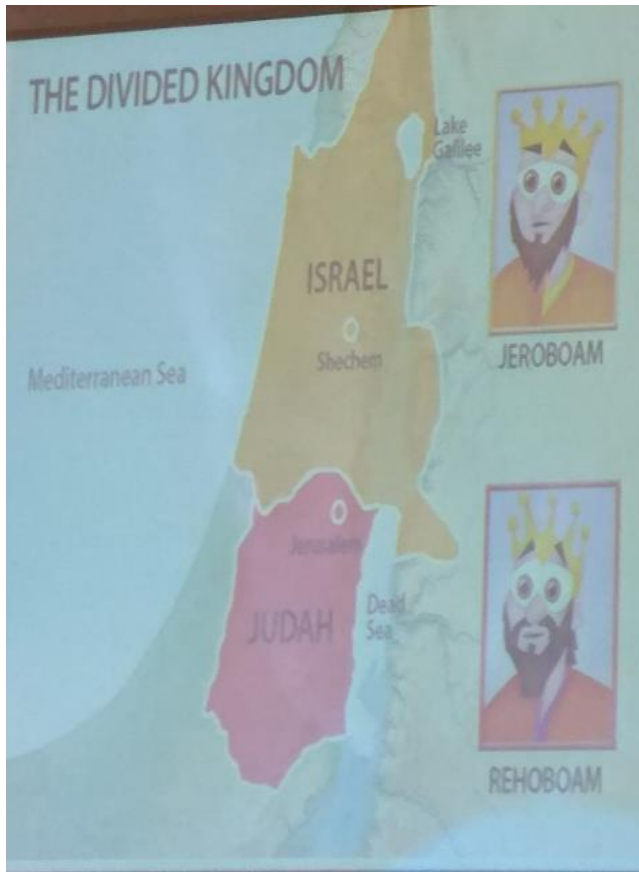 THE DIVIDED KINGDOM
Lake
Galilee
ISRAEL
Shechem
Mediterranean Sea
JEROBOAM
Jerusalem
JUDAH
Dead
Sea
REHOBOAM